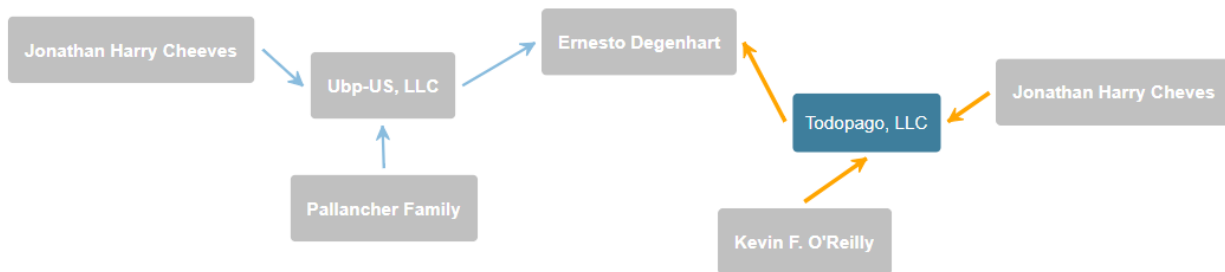 Jonathan Harry Cheeves
Ernesto Degenhart
Ubp-US, LLC
Todopago, LLC
Jonathan Harry Cheves
Pallancher Family
Kevin F. O'Reilly